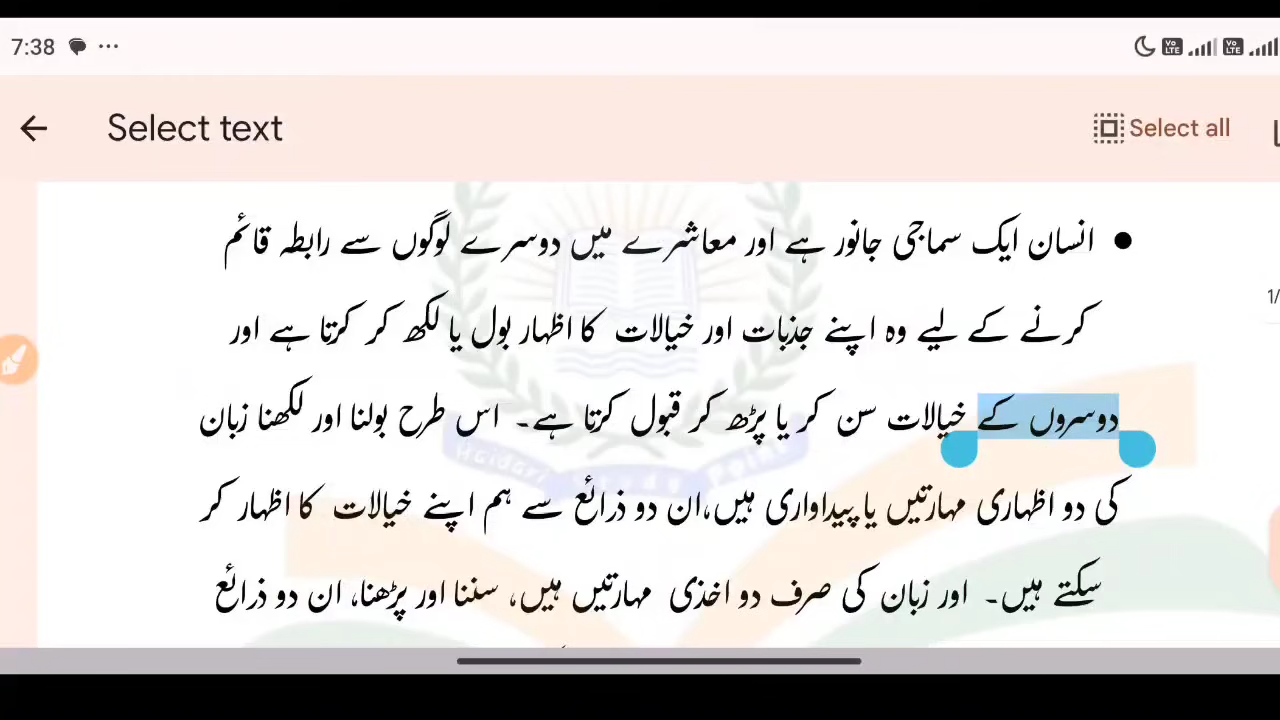 7:38
Select text
Select all
● انسان ایک سماجی جانور ہے اور معاشرے میں دوسرے لوگوں سے رابطہ قائم
کرنے کے لیے وہ اپنے جذبات اور خیالات کا اظہار بول یا لکھ کر کرتا ہے اور
1/
دوسروں کے خیالات سن کر یا پڑھ کر قبول کرتا ہے۔ اس طرح بولنا اور لکھنا زبان
Haidari Study Point
کی دو اظہاری مہارتیں یا پیداواری ہیں،ان دو ذرائع سے ہم اپنے خیالات کا اظہار کر
سکتے ہیں۔ اور زبان کی صرف دو اخذی مہارتیں ہیں، سننا اور پڑھنا، ان دو ذرائع